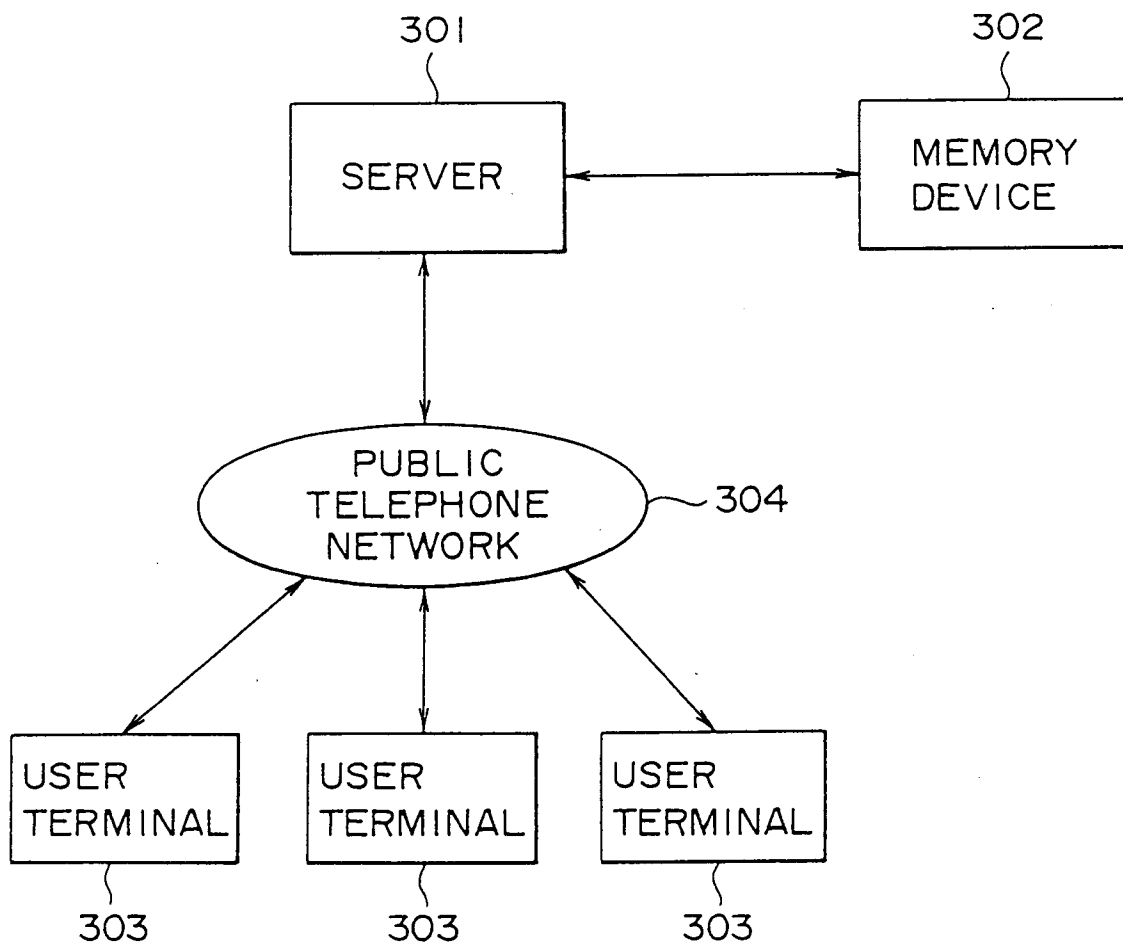 301
302
SERVER
MEMORY
DEVICE
PUBLIC
TELEPHONE
NETWORK
304
USER
TERMINAL
USER
TERMINAL
USER
TERMINAL
303
303
303